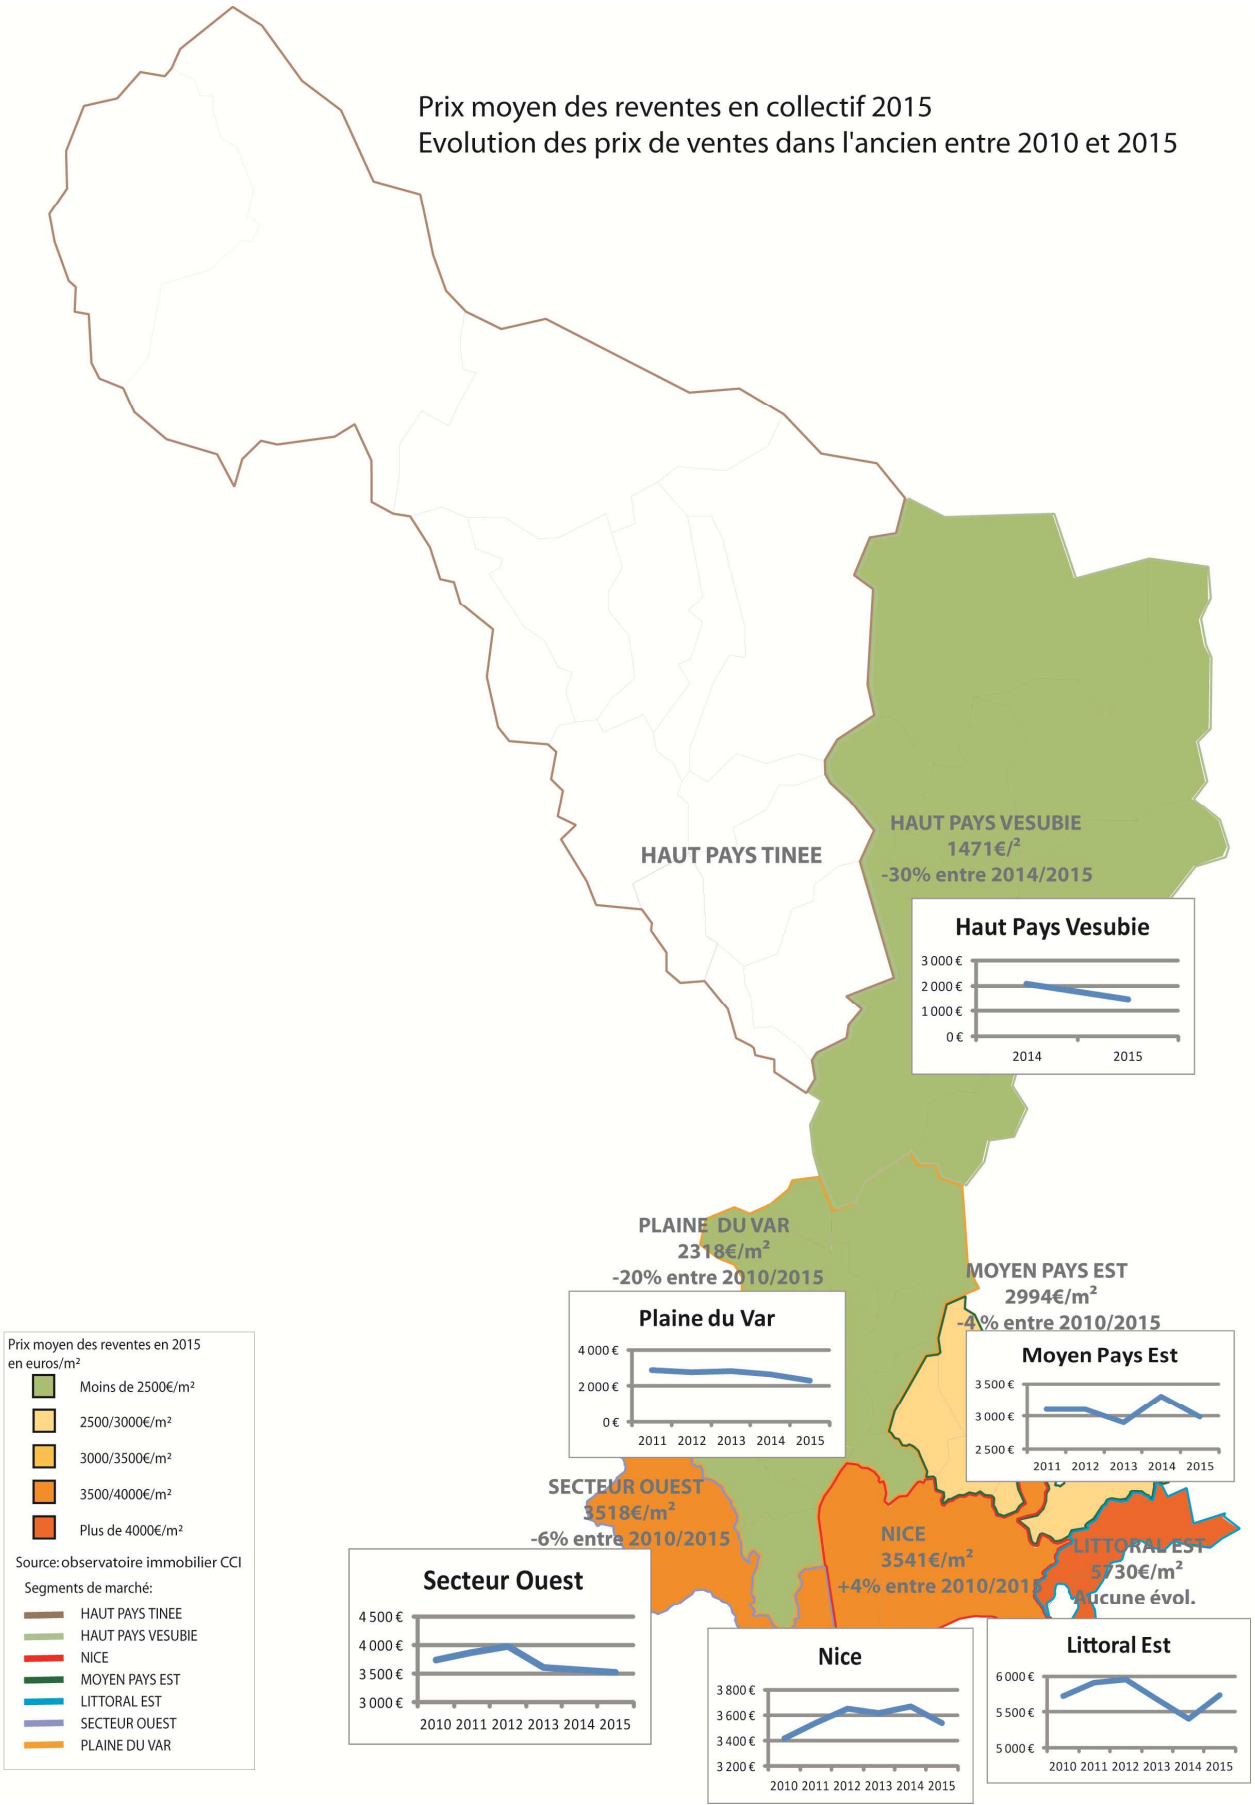 Prix moyen des reventes en collectif 2015
Evolution des prix de ventes dans l'ancien entre 2010 et 2015
HAUT PAYS TINEE
HAUT PAYS VESUBIE
1471€/²
-30% entre 2014/2015
Haut Pays Vesubie
3 000 €
2 000 €
1 000 €
0 €
2014 2015
PLAINE DU VAR
2318€/m²
-20% entre 2010/2015
Plaine du Var
4 000 €
2 000 €
0 €
2011 2012 2013 2014 2015
MOYEN PAYS EST
2994€/m²
-4% entre 2010/2015
Moyen Pays Est
3 500 €
3 000 €
2 500 €
2011 2012 2013 2014 2015
SECTEUR OUEST
3518€/m²
-6% entre 2010/2015
Secteur Ouest
4 500 €
4 000 €
3 500 €
3 000 €
2010 2011 2012 2013 2014 2015
NICE
3541€/m²
+4% entre 2010/2015
Nice
3 800 €
3 600 €
3 400 €
3 200 €
2010 2011 2012 2013 2014 2015
LITTORAL EST
5730€/m²
Aucune évol.
Littoral Est
6 000 €
5 500 €
5 000 €
2010 2011 2012 2013 2014 2015
Prix moyen des reventes en 2015
en euros/m²
Moins de 2500€/m²
2500/3000€/m²
3000/3500€/m²
3500/4000€/m²
Plus de 4000€/m²
Source: observatoire immobilier CCI
Segments de marché:
HAUT PAYS TINEE
HAUT PAYS VESUBIE
NICE
MOYEN PAYS EST
LITTORAL EST
SECTEUR OUEST
PLAINE DU VAR